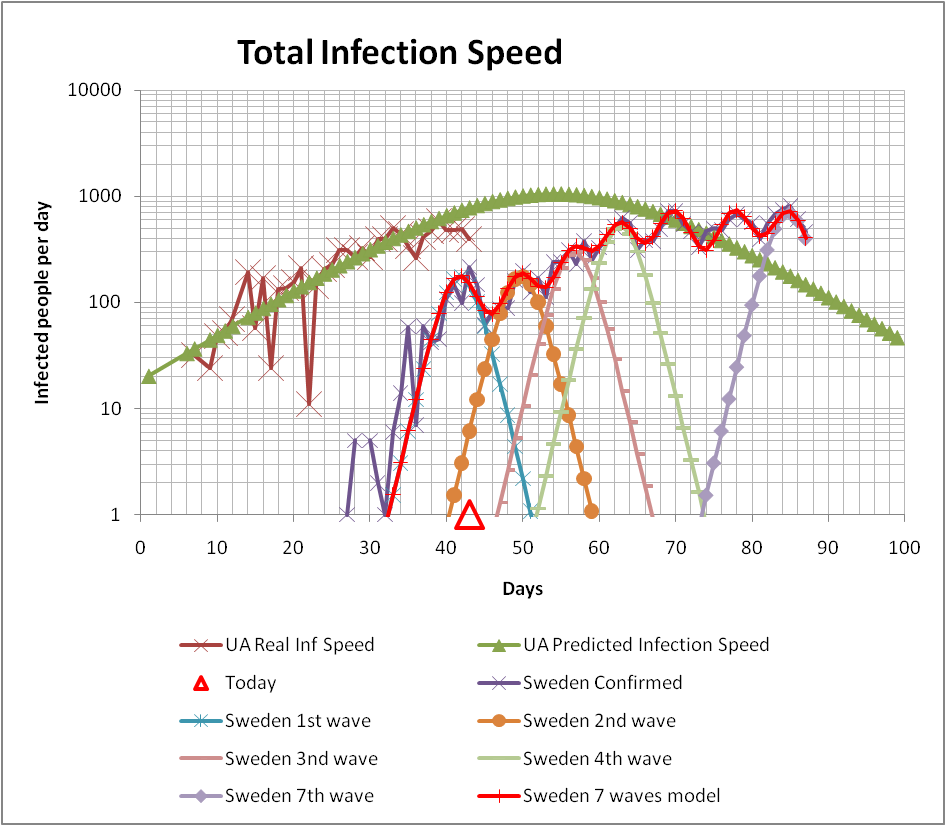 Total Infection Speed
Infected people per day
10000
1000
100
10
1
0 10 20 30 40 50 60 70 80 90 100
Days
UA Real Inf Speed UA Predicted Infection Speed
Today Sweden Confirmed
Sweden 1st wave Sweden 2nd wave
Sweden 3nd wave Sweden 4th wave
Sweden 7th wave Sweden 7 waves model